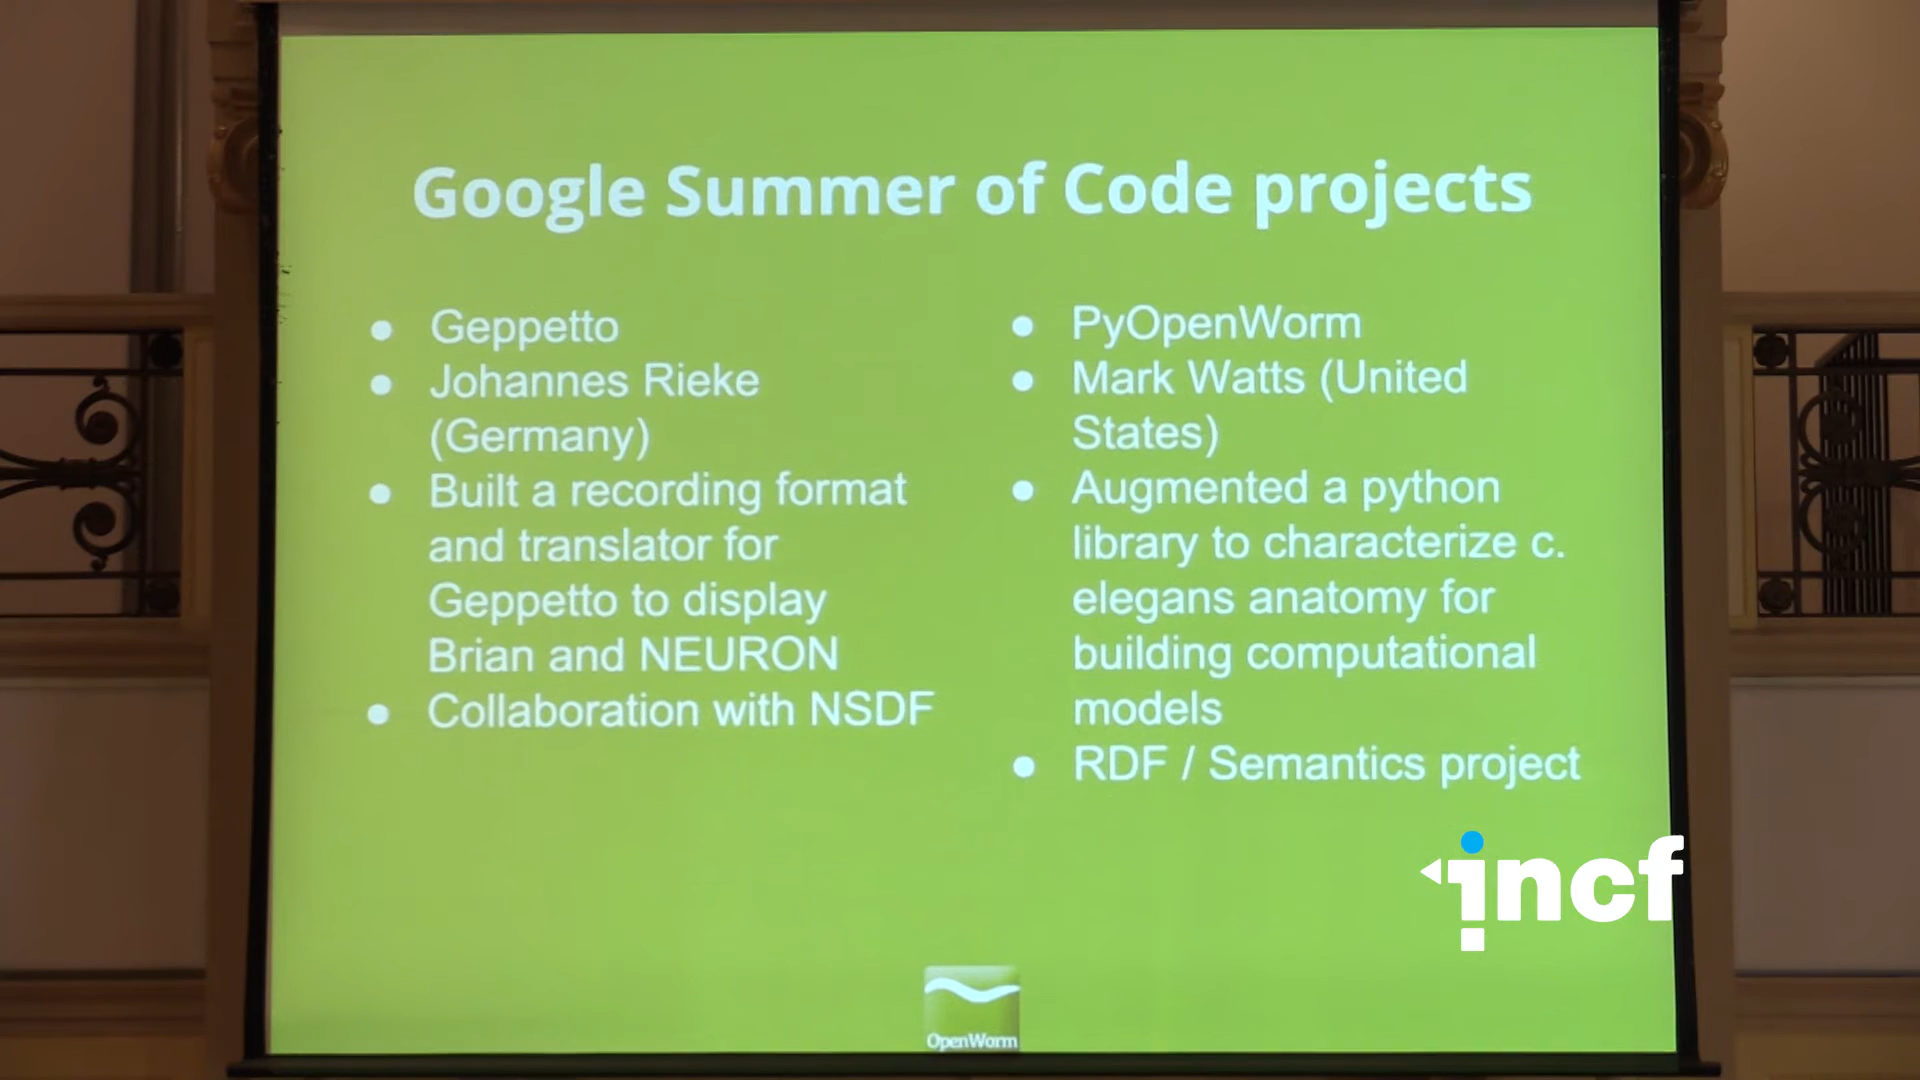 Google Summer of Code projects
● Geppetto
● Johannes Rieke
(Germany)
● Built a recording format
and translator for
Geppetto to display
Brian and NEURON
● Collaboration with NSDF
● PyOpenWorm
● Mark Watts (United
States)
● Augmented a python
library to characterize c.
elegans anatomy for
building computational
models
● RDF / Semantics project
incf
OpenWorm